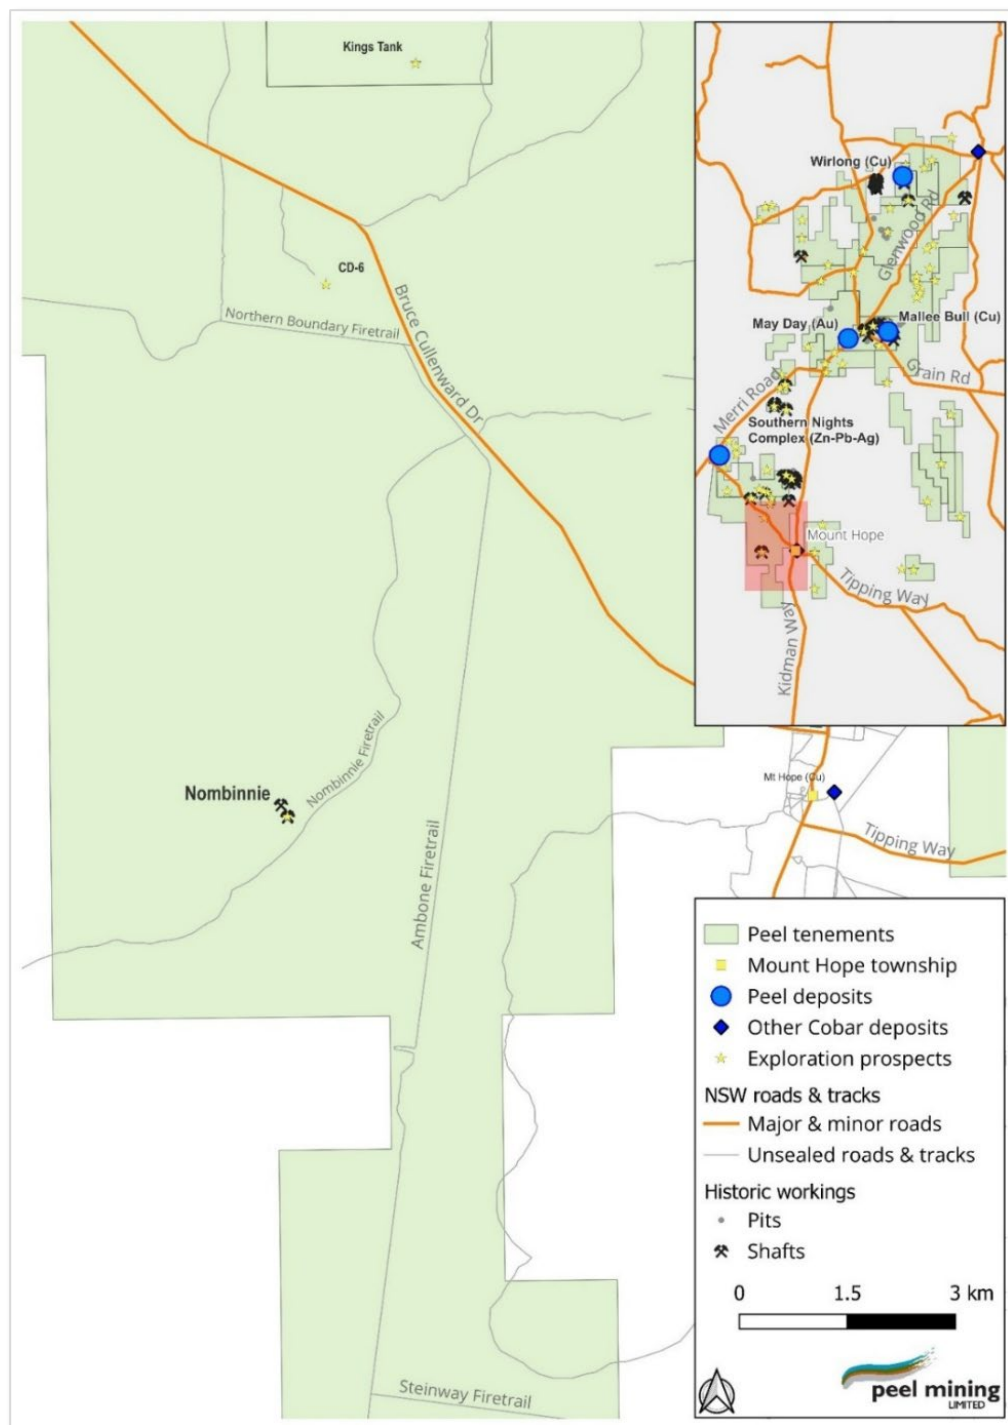 Kings Tank
CD-6
Northern Boundary Firetrail
Bruce Cullenward Dr
Nombinnie
Nombinnie Firetrail
Ambone Firetrail
Steinway Firetrail
Wirlong (Cu)
Glenwood Rd
May Day (Au)
Mallee Bull (Cu)
Grain Rd
Merri Road
Southern Nights
Complex (Zn-Pb-Ag)
Mount Hope
Tipping Way
Kidman Way
Mt Hope (Cu)
Tipping Way
Peel tenements
Mount Hope township
Peel deposits
Other Cobar deposits
Exploration prospects
NSW roads & tracks
Major & minor roads
Unsealed roads & tracks
Historic workings
Pits
Shafts
0 1.5 3 km
peel mining
LIMITED